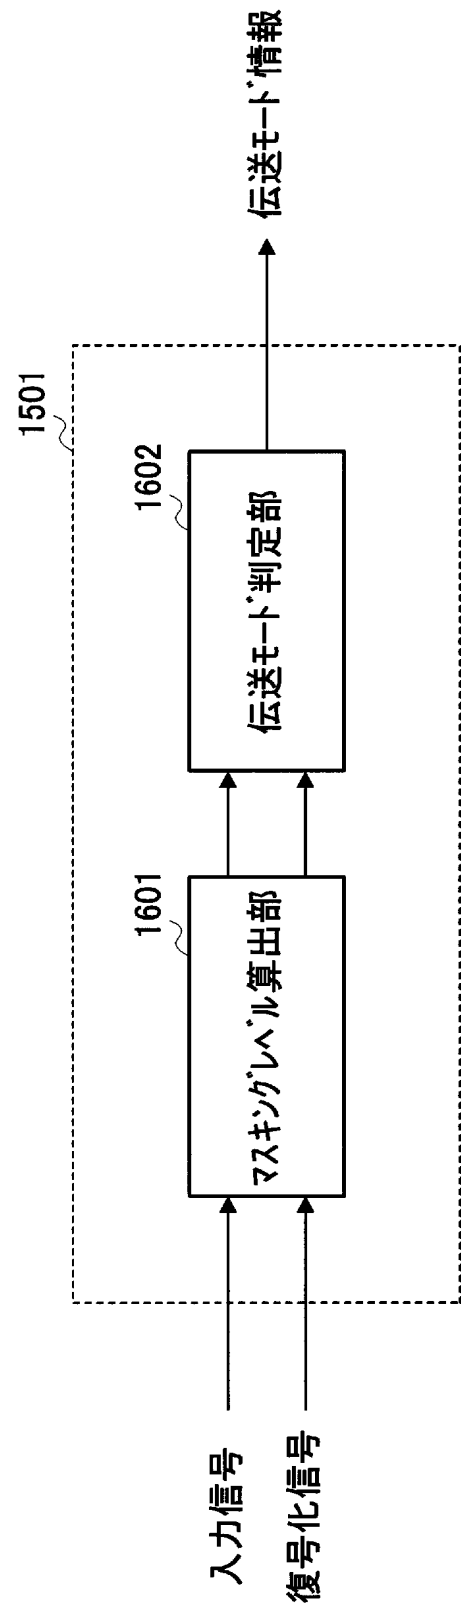 1501
入力信号
復号化信号
1601
マスキングレベル算出部
1602
伝送モード判定部
伝送モード情報